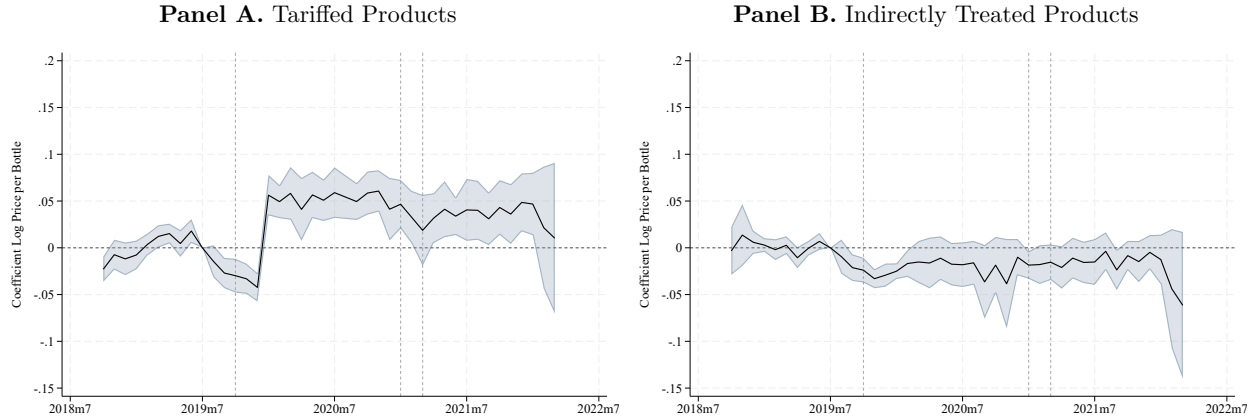 Panel A. Tariffed Products
Coefficient Log Price per Bottle
.2
.15
.1
.05
0
-.05
-.1
-.15
2018m7 2019m7 2020m7 2021m7 2022m7
Panel B. Indirectly Treated Products
Coefficient Log Price per Bottle
.2
.15
.1
.05
0
-.05
-.1
-.15
2018m7 2019m7 2020m7 2021m7 2022m7